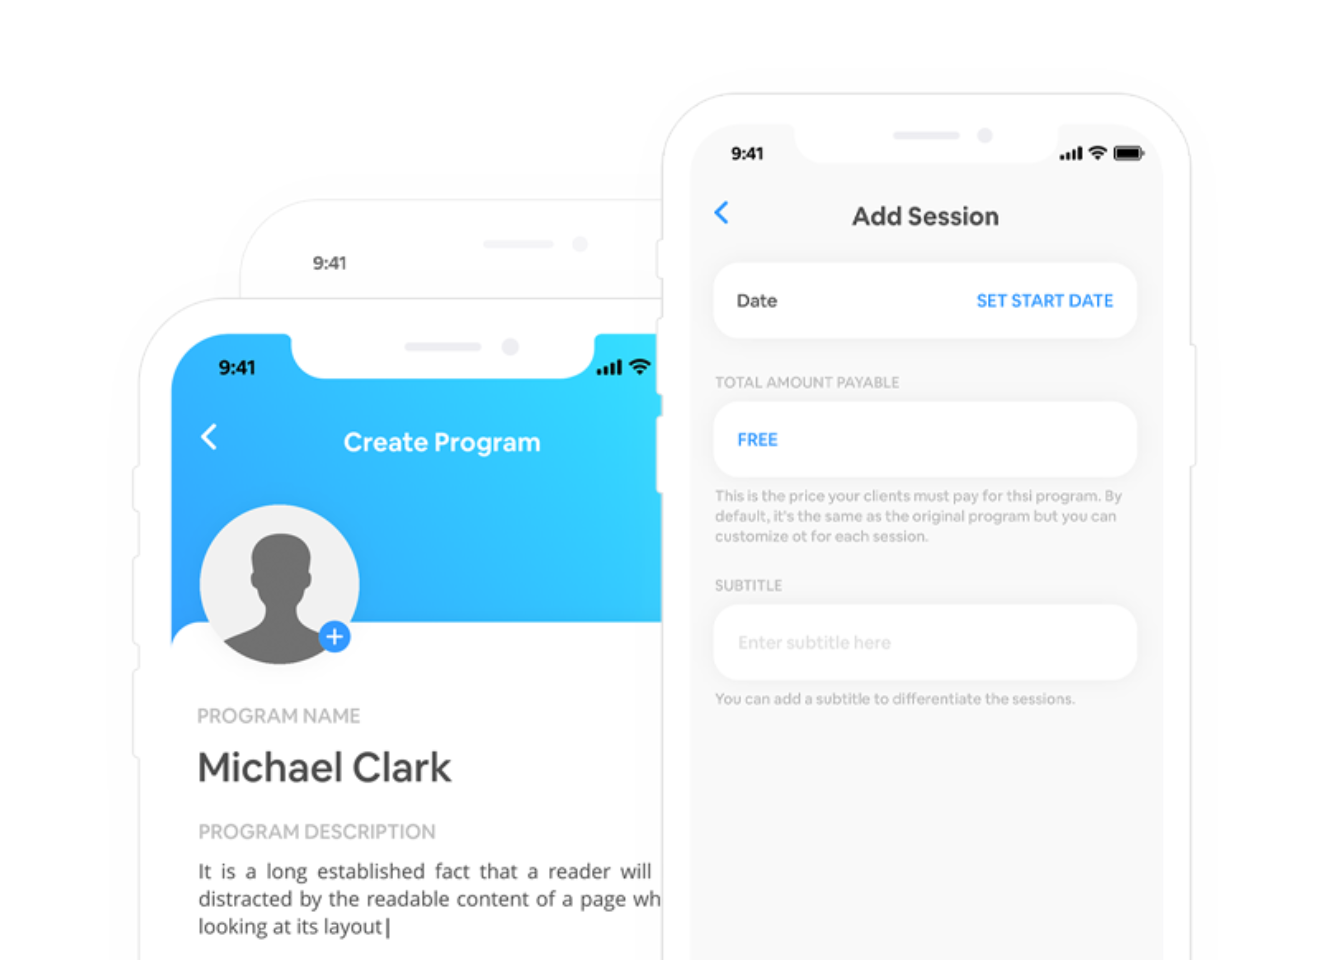 9:41
9:41
Create Program
PROGRAM NAME
Michael Clark
PROGRAM DESCRIPTION
It is a long established fact that a reader will
distracted by the readable content of a page wh
looking at its layout
9:41
Add Session
Date
SET START DATE
TOTAL AMOUNT PAYABLE
FREE
This is the price your clients must pay for thsi program. By
default, it's the same as the original program but you can
customize ot for each session.
SUBTITLE
Enter subtitle here
You can add a subtitle to differentiate the sessions.